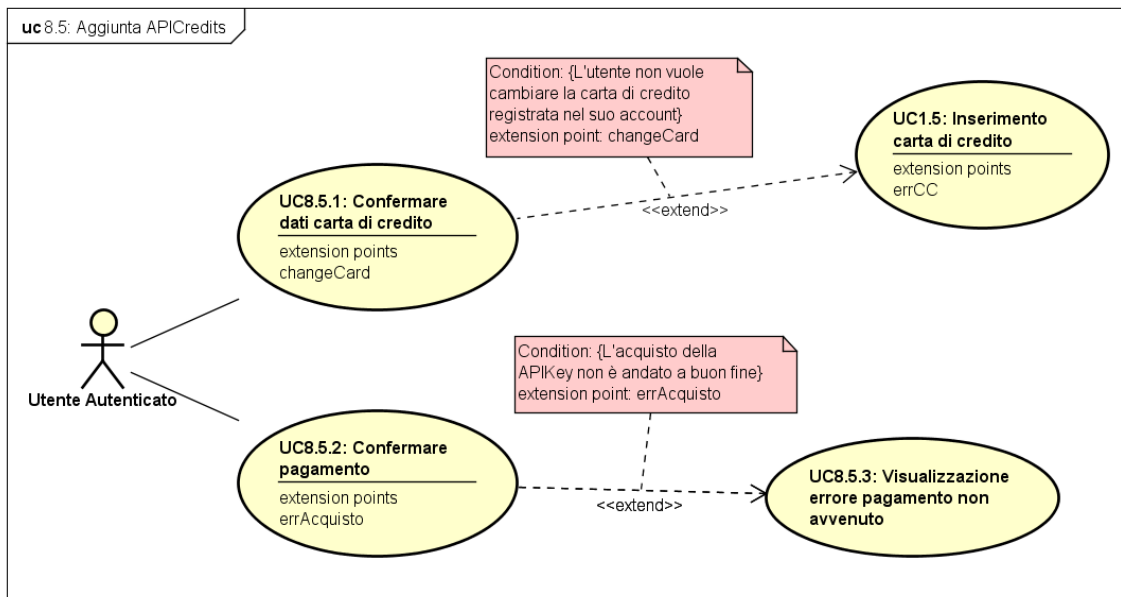 uc 8.5: Aggiunta APICredits
Condition: {L'utente non vuole
cambiare la carta di credito
registrata nel suo account}
extension point: changeCard
UC1.5: Inserimento
carta di credito
extension points
errCC
<<extend>>
UC8.5.1: Confermare
dati carta di credito
extension points
changeCard
Utente Autenticato
Condition: {L'acquisto della
APIKey non è andato a buon fine}
extension point: errAcquisto
UC8.5.2: Confermare
pagamento
extension points
errAcquisto
<<extend>>
UC8.5.3: Visualizzazione
errore pagamento non
avvenuto